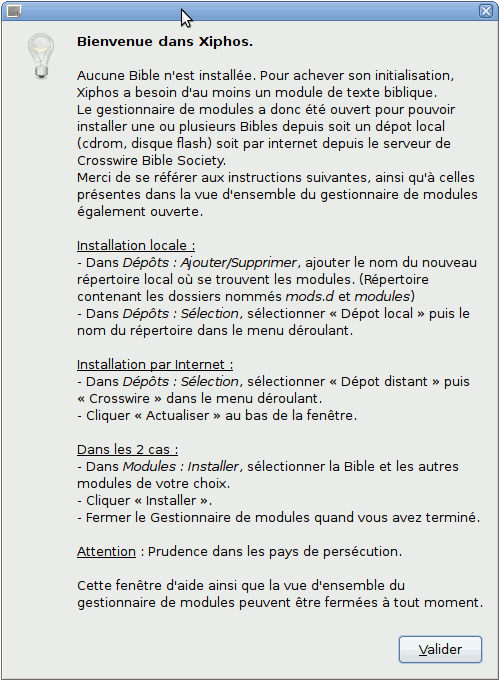 Bienvenue dans Xiphos.
Aucune Bible n'est installée. Pour achever son initialisation,
Xiphos a besoin d'au moins un module de texte biblique.
Le gestionnaire de modules a donc été ouvert pour pouvoir
installer une ou plusieurs Bibles depuis soit un dépot local
(cdrom, disque flash) soit par internet depuis le serveur de
Crosswire Bible Society.
Merci de se référer aux instructions suivantes, ainsi qu'à celles
présentes dans la vue d'ensemble du gestionnaire de modules
également ouverte.
Installation locale :
- Dans Dépôts : Ajouter/Supprimer, ajouter le nom du nouveau
répertoire local où se trouvent les modules. (Répertoire
contenant les dossiers nommés mods.d et modules)
- Dans Dépôts : Sélection, sélectionner « Dépot local » puis le
nom du répertoire dans le menu déroulant.
Installation par Internet :
- Dans Dépôts : Sélection, sélectionner « Dépot distant » puis
« Crosswire » dans le menu déroulant.
- Cliquer « Actualiser » au bas de la fenêtre.
Dans les 2 cas :
- Dans Modules : Installer, sélectionner la Bible et les autres
modules de votre choix.
- Cliquer « Installer ».
- Fermer le Gestionnaire de modules quand vous avez terminé.
Attention : Prudence dans les pays de persécution.
Cette fenêtre d'aide ainsi que la vue d'ensemble du
gestionnaire de modules peuvent être fermées à tout moment.
Valider